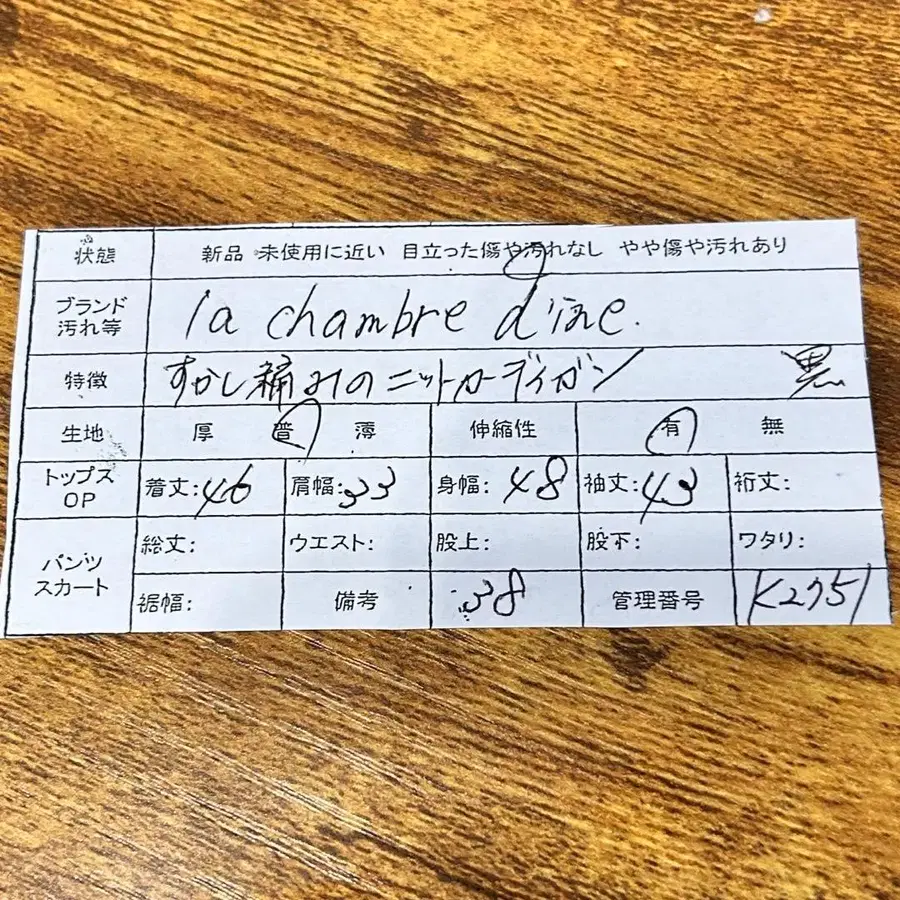 状態 新品 未使用に近い 目立った傷や汚れなし やや傷や汚れあり
ブランド
汚れ等
la chambre d'ine.
特徴 すかし編みのニットカーディガン 黒
生地 厚 普 薄 伸縮性 有 無
トップス
OP
着丈:46 肩幅:33 身幅:48 袖丈:43 裄丈:
パンツ
スカート
総丈: ウエスト: 股上: 股下: ワタリ:
裾幅: 備考 38 管理番号 K2751